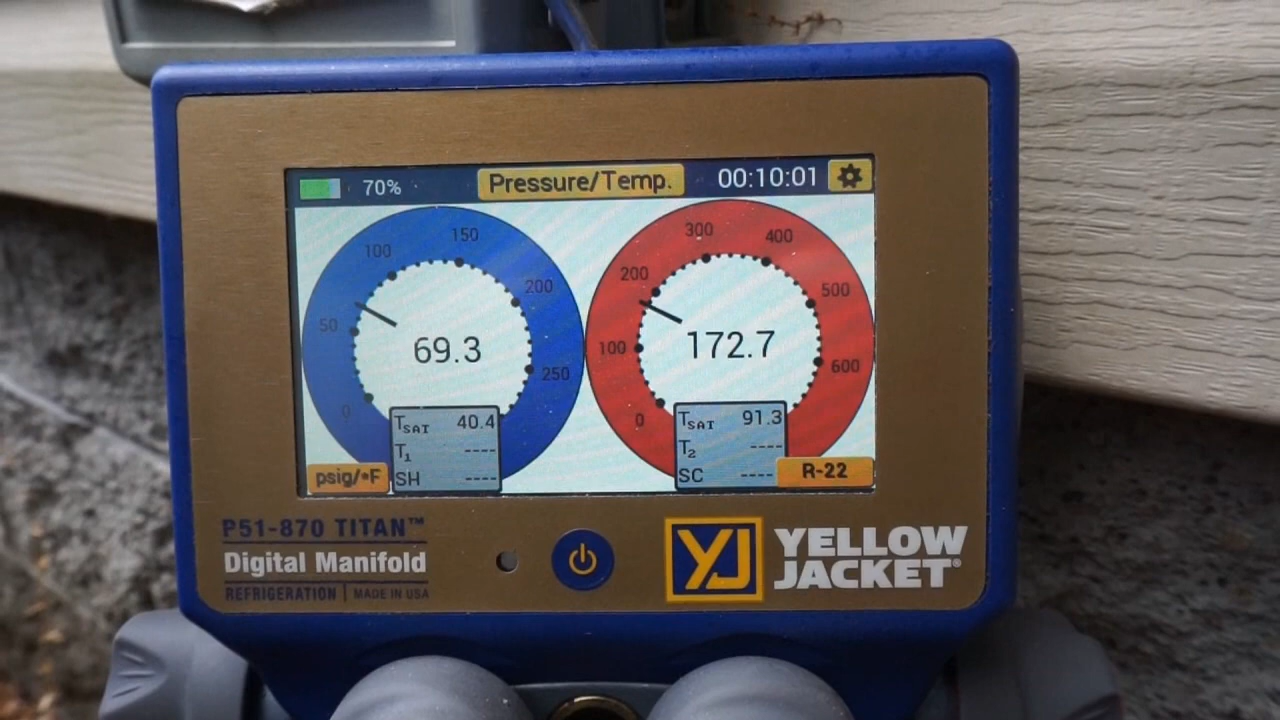 70% Pressure/Temp. 00:10:01
0 50 100 150 200 250
69.3
TSAT 40.4
T1 ----
SH ----
psig/°F
0 100 200 300 400 500 600
172.7
TSAT 91.3
T2 ----
SC ----
R-22
P51-870 TITAN™
Digital Manifold
REFRIGERATION | MADE IN USA
YJ
YELLOW
JACKET®